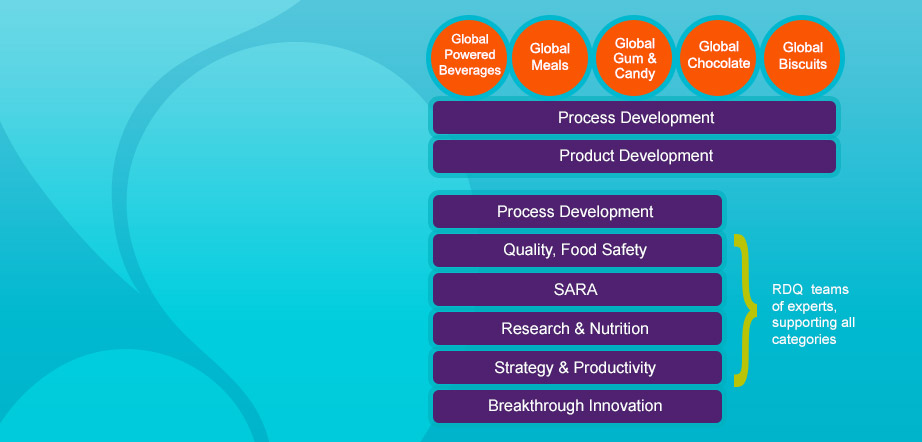 Global
Powered
Beverages
Global
Meals
Global
Gum &
Candy
Global
Chocolate
Global
Biscuits
Process Development
Product Development
Process Development
Quality, Food Safety
SARA
Research & Nutrition
Strategy & Productivity
Breakthrough Innovation
RDQ teams
of experts,
supporting all
categories